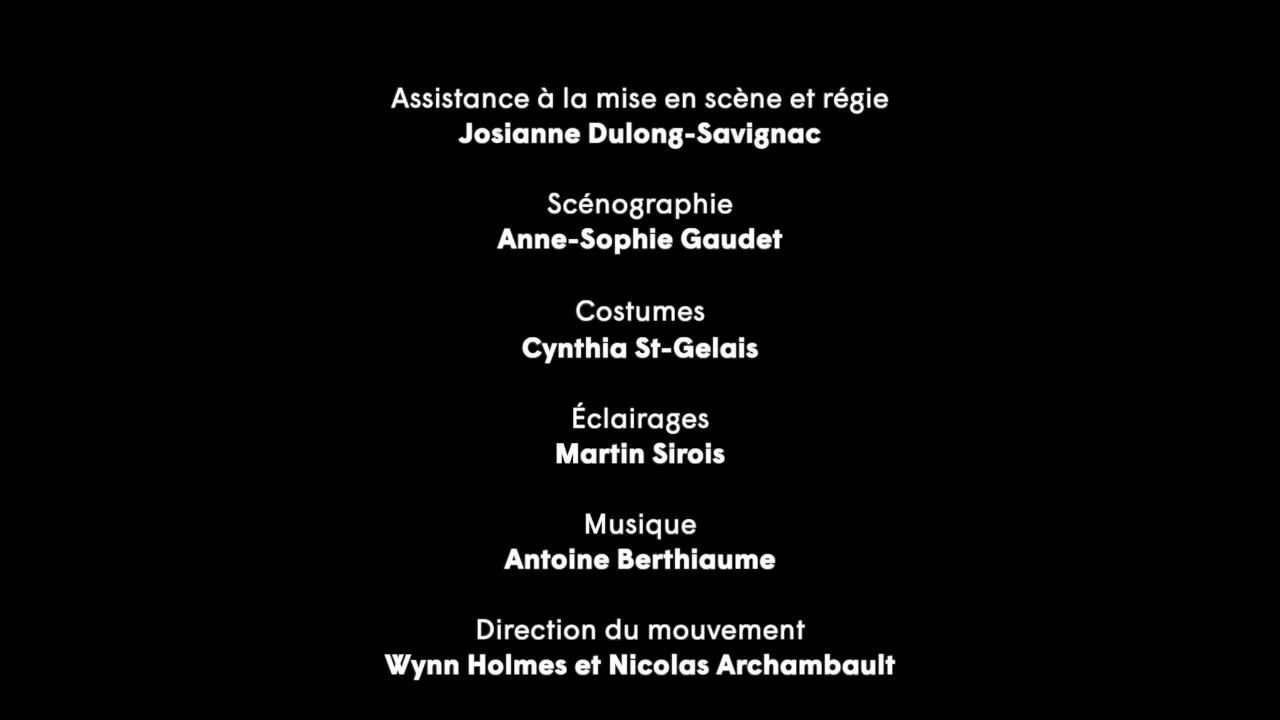 Assistance à la mise en scène et régie
Josianne Dulong-Savignac
Scénographie
Anne-Sophie Gaudet
Costumes
Cynthia St-Gelais
Éclairages
Martin Sirois
Musique
Antoine Berthiaume
Direction du mouvement
Wynn Holmes et Nicolas Archambault